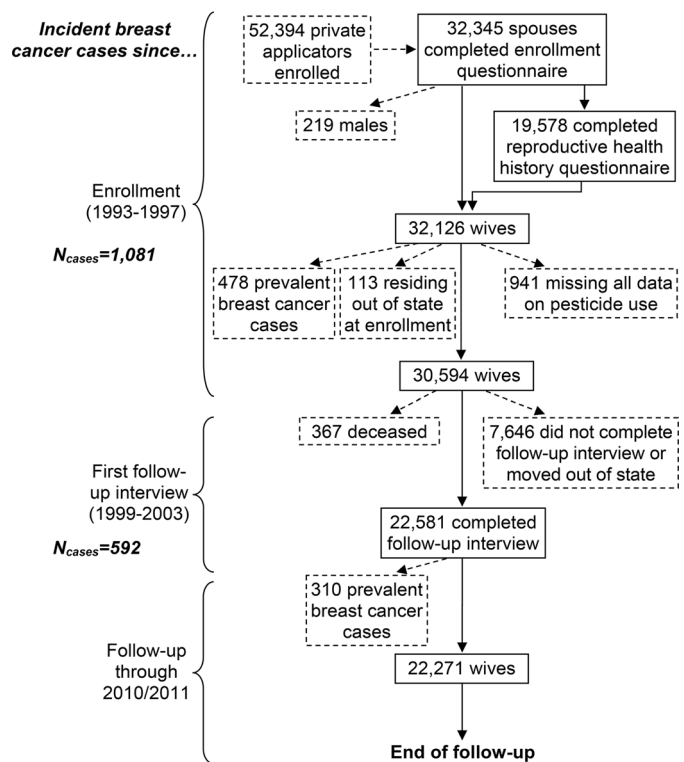 Incident breast
cancer cases since…
52,394 private
applicators
enrolled
32,345 spouses
completed enrollment
questionnaire
219 males
19,578 completed
reproductive health
history questionnaire
Enrollment
(1993-1997)
Ncases=1,081
32,126 wives
478 prevalent
breast cancer
cases
113 residing
out of state
at enrollment
941 missing all data
on pesticide use
30,594 wives
367 deceased
7,646 did not complete
follow-up interview or
moved out of state
First follow-
up interview
(1999-2003)
Ncases=592
22,581 completed
follow-up interview
310 prevalent
breast cancer
cases
Follow-up
through
2010/2011
22,271 wives
End of follow-up